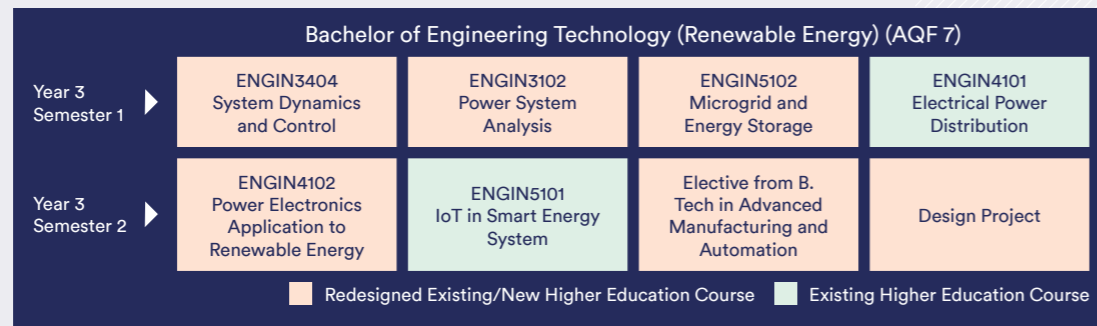 Bachelor of Engineering Technology (Renewable Energy) (AQF 7)
Year 3
Semester 1
ENGIN3404
System Dynamics
and Control
ENGIN3102
Power System
Analysis
ENGIN5102
Microgrid and
Energy Storage
ENGIN4101
Electrical Power
Distribution
Year 3
Semester 2
ENGIN4102
Power Electronics
Application to
Renewable Energy
ENGIN5101
IoT in Smart Energy
System
Elective from B.
Tech in Advanced
Manufacturing and
Automation
Design Project
Redesigned Existing/New Higher Education Course
Existing Higher Education Course